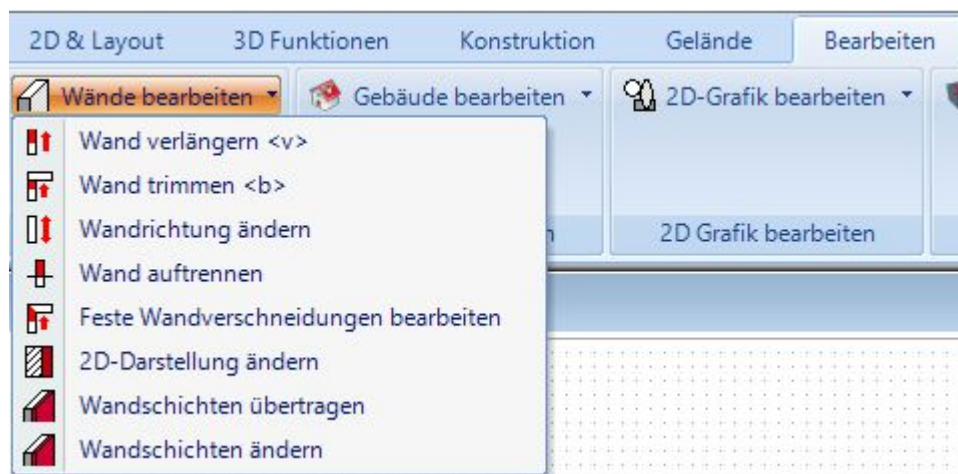 2D & Layout 3D Funktionen Konstruktion Gelände Bearbeiten
Wände bearbeiten Gebäude bearbeiten 2D-Grafik bearbeiten
Wand verlängern <v>
Wand trimmen <b>
Wandrichtung ändern
2D Grafik bearbeiten
Wand auftrennen
Feste Wandverschneidungen bearbeiten
2D-Darstellung ändern
Wandschichten übertragen
Wandschichten ändern